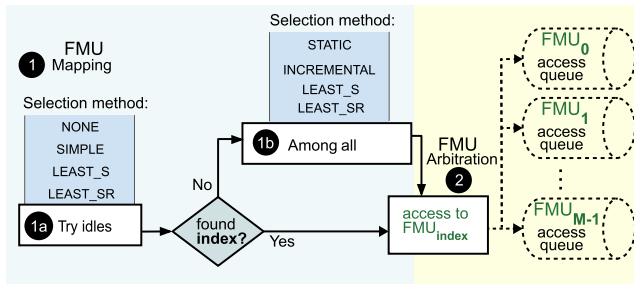 FMU
1 Mapping
Selection method:
NONE
SIMPLE
LEAST_S
LEAST_SR
1a Try idles
Selection method:
STATIC
INCREMENTAL
LEAST_S
LEAST_SR
1b Among all
No
found
index?
Yes
FMU
Arbitration
2
access to
FMUindex
FMU0
access
queue
FMU1
access
queue
FMUM-1
access
queue